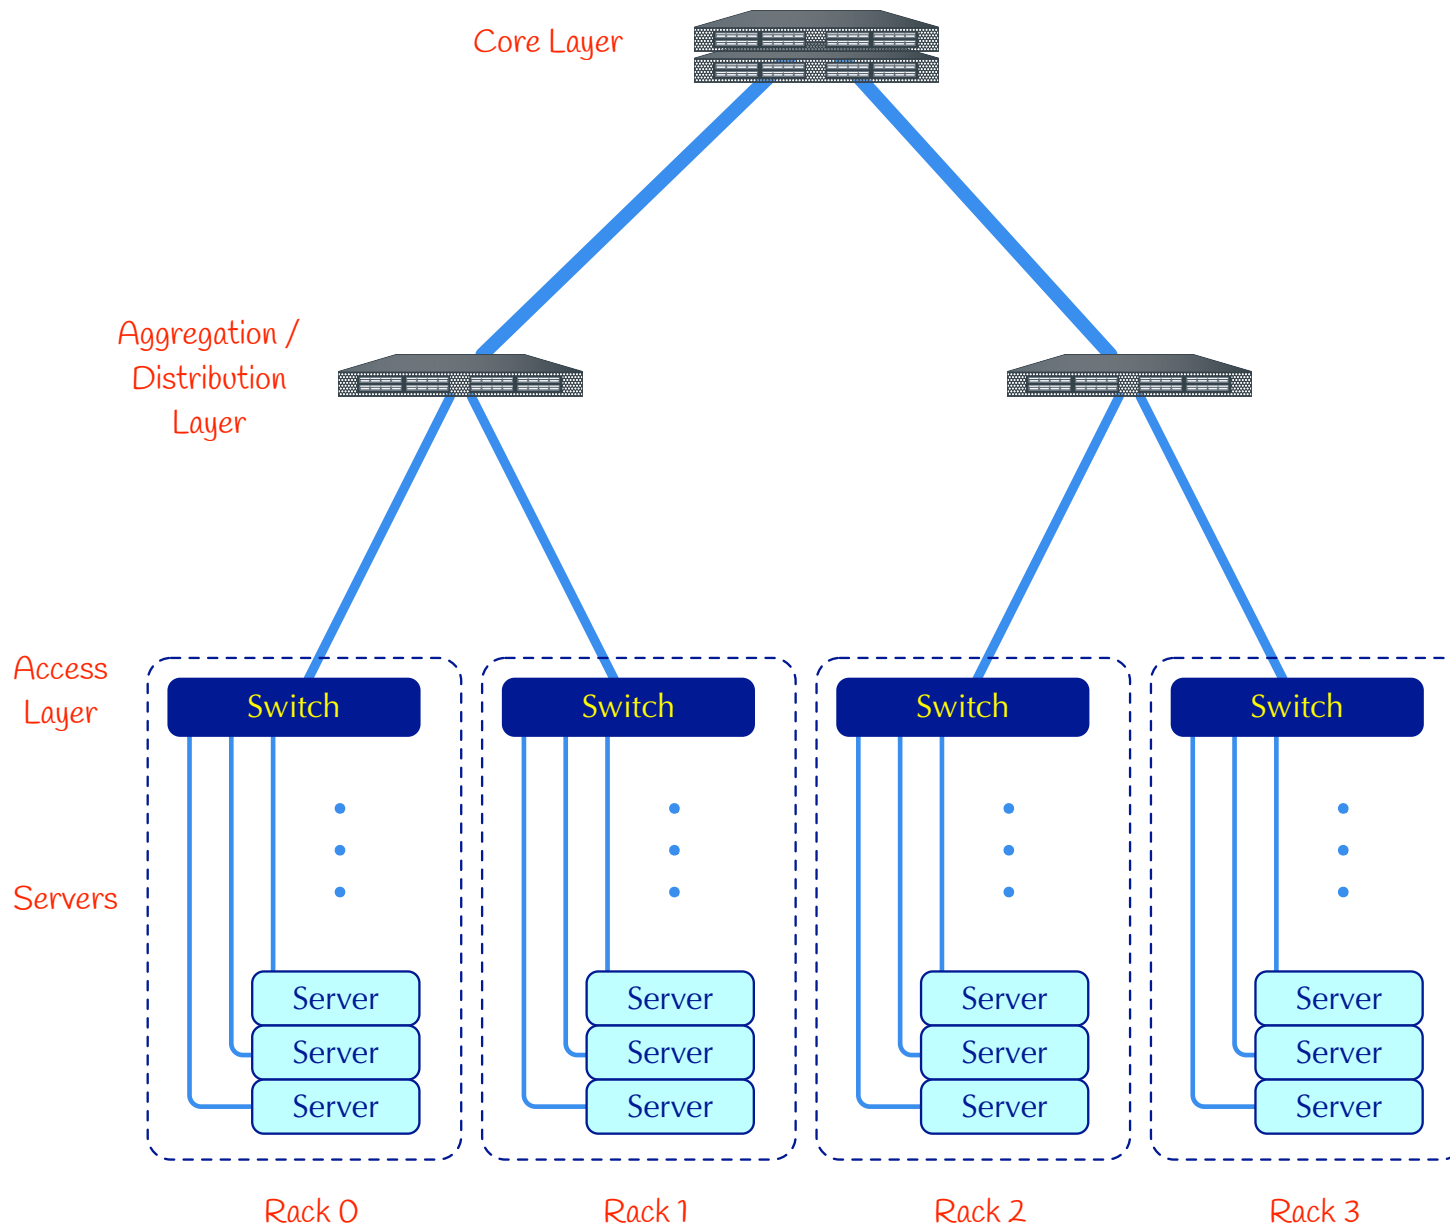 Core Layer
Aggregation /
Distribution
Layer
Access
Layer
Switch
Switch
Switch
Switch
Servers
Server
Server
Server
Server
Server
Server
Server
Server
Server
Server
Server
Server
Rack 0
Rack 1
Rack 2
Rack 3